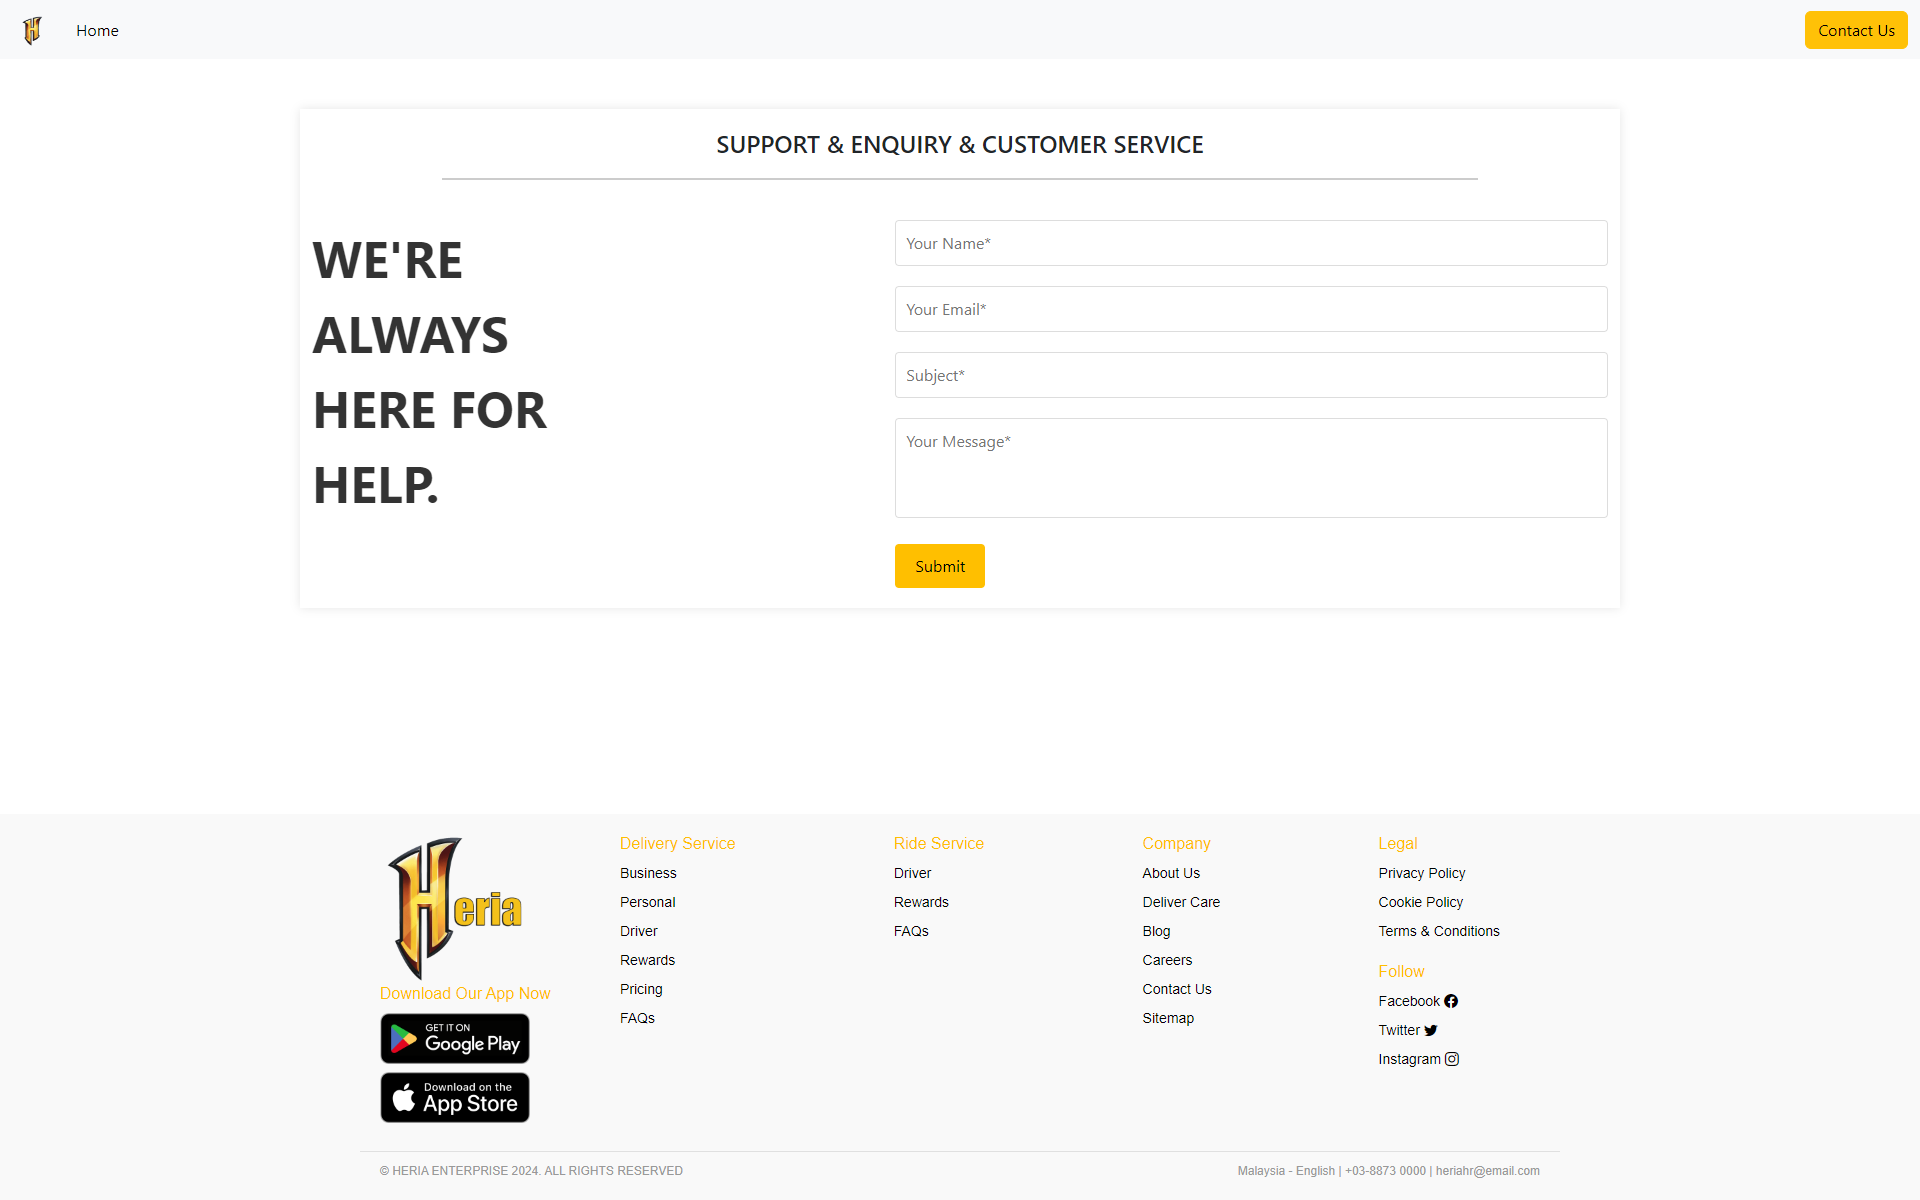 H
Home
Contact Us
SUPPORT & ENQUIRY & CUSTOMER SERVICE
WE'RE
ALWAYS
HERE FOR
HELP.
Your Name*
Your Email*
Subject*
Your Message*
Submit
Heria
Download Our App Now
GET IT ON
Google Play
Download on the
App Store
Delivery Service
Business
Personal
Driver
Rewards
Pricing
FAQs
Ride Service
Driver
Rewards
FAQs
Company
About Us
Deliver Care
Blog
Careers
Contact Us
Sitemap
Legal
Privacy Policy
Cookie Policy
Terms & Conditions
Follow
Facebook
Twitter
Instagram
© HERIA ENTERPRISE 2024. ALL RIGHTS RESERVED
Malaysia - English | +03-8873 0000 | heriahr@email.com